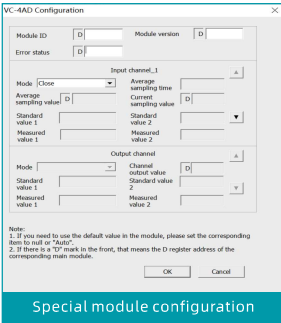 VC-4AD Configuration
Module ID D Module version D
Error status D
Input channel_1
Mode Close Average sampling time
Average sampling value D Current sampling value D
Standard value 1 Standard value 2
Measured value 1 Measured value 2
Output channel
Mode Channel output value D
Standard value 1 Standard value 2
Measured value 1 Measured value 2
Note:
1. If you need to use the default value in the module, please set the corresponding
item to null or "Auto".
2. If there is a "D" mark in the front, that means the D register address of the
corresponding main module.
OK Cancel
Special module configuration